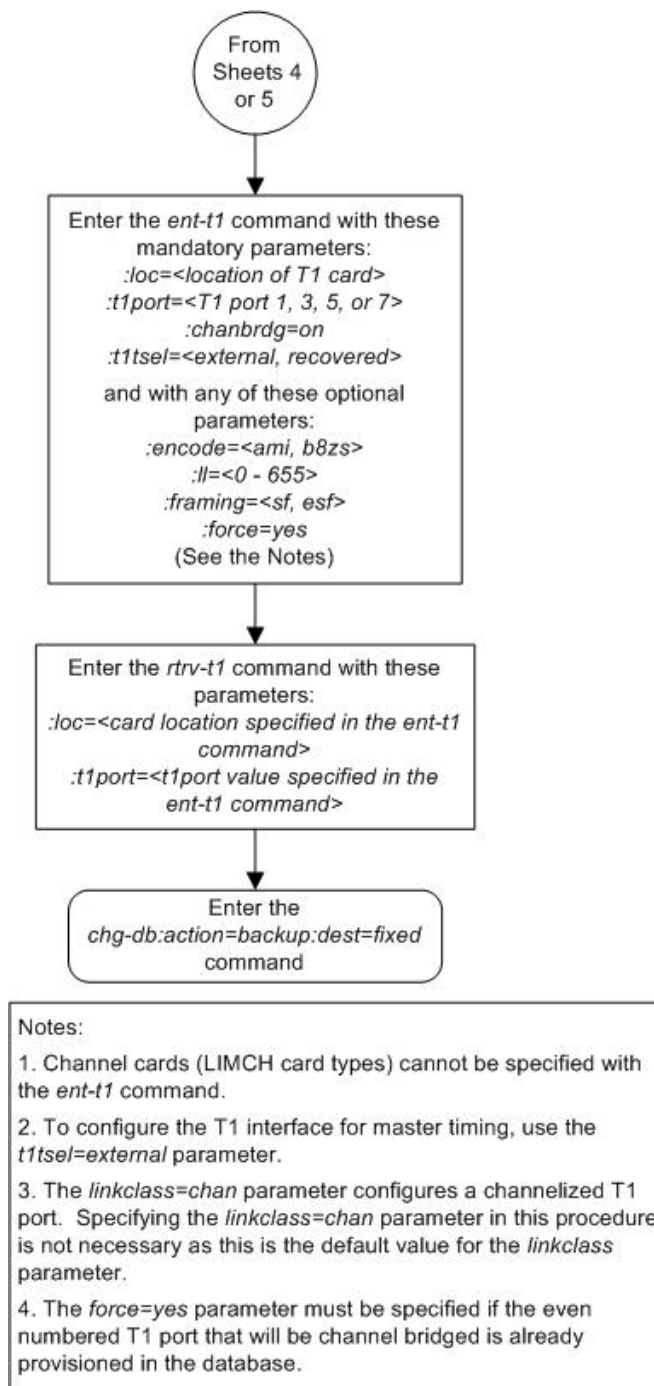 From
Sheets 4
or 5
Enter the ent-t1 command with these
mandatory parameters:
:loc=<location of T1 card>
:t1port=<T1 port 1, 3, 5, or 7>
:chanbrdg=on
:t1tsel=<external, recovered>
and with any of these optional
parameters:
:encode=<ami, b8zs>
:ll=<0 - 655>
:framing=<sf, esf>
:force=yes
(See the Notes)
Enter the rtrv-t1 command with these
parameters:
:loc=<card location specified in the ent-t1
command>
:t1port=<t1port value specified in the
ent-t1 command>
Enter the
chg-db:action=backup:dest=fixed
command
Notes:
1. Channel cards (LIMCH card types) cannot be specified with
the ent-t1 command.
2. To configure the T1 interface for master timing, use the
t1tsel=external parameter.
3. The linkclass=chan parameter configures a channelized T1
port.  Specifying the linkclass=chan parameter in this procedure
is not necessary as this is the default value for the linkclass
parameter.
4. The force=yes parameter must be specified if the even
numbered T1 port that will be channel bridged is already
provisioned in the database.